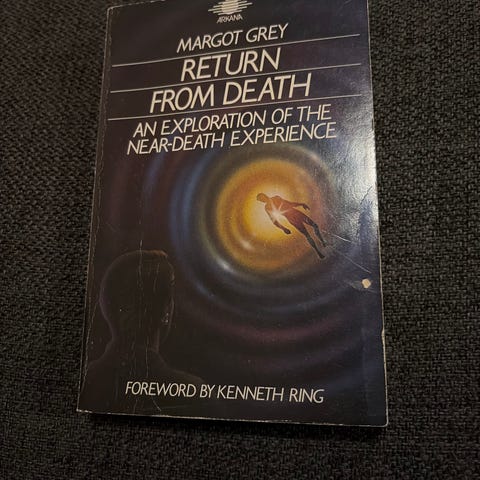 ARKANA
MARGOT GREY
RETURN
FROM DEATH
AN EXPLORATION OF THE
NEAR-DEATH EXPERIENCE
FOREWORD BY KENNETH RING